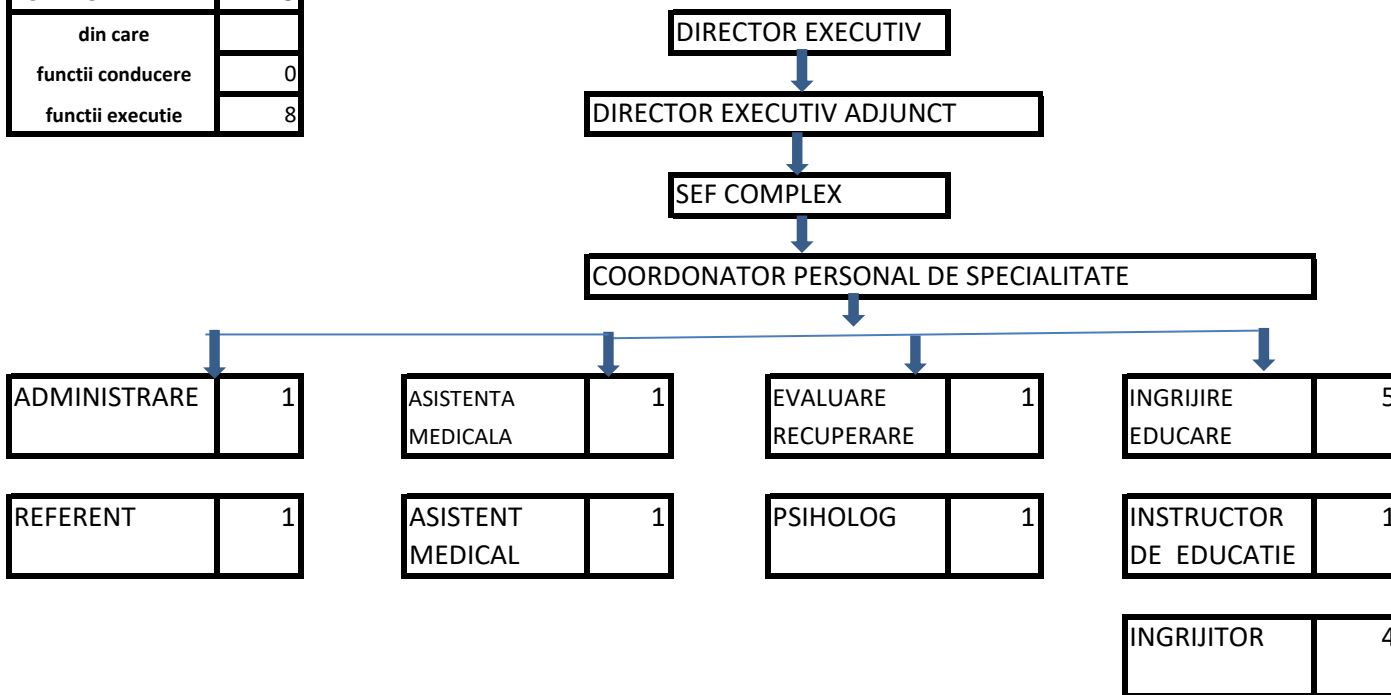 din care
functii conducere 0
functii executie 8
DIRECTOR EXECUTIV
DIRECTOR EXECUTIV ADJUNCT
SEF COMPLEX
COORDONATOR PERSONAL DE SPECIALITATE
ADMINISTRARE 1
ASISTENTA 1
MEDICALA
EVALUARE 1
RECUPERARE
INGRIJIRE 5
EDUCARE
REFERENT 1
ASISTENT 1
MEDICAL
PSIHOLOG 1
INSTRUCTOR 1
DE EDUCATIE
INGRIJITOR 4